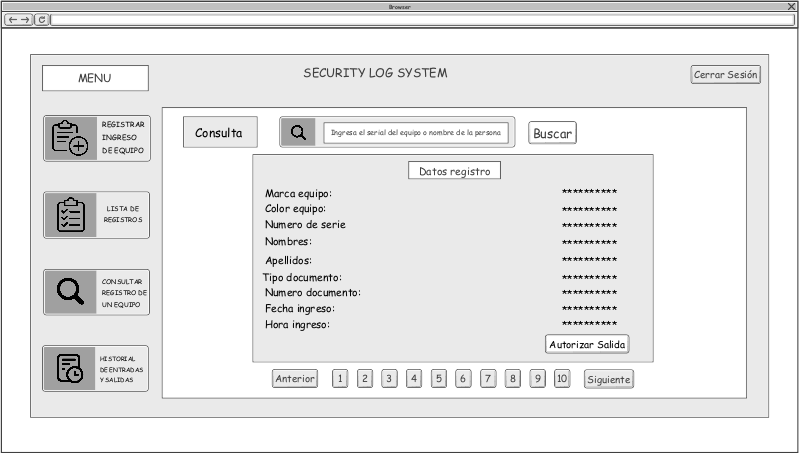 Browser
SECURITY LOG SYSTEM
Cerrar Sesión
MENU
REGISTRAR
INGRESO
DE EQUIPO
LISTA DE
REGISTROS
CONSULTAR
REGISTRO DE
UN EQUIPO
HISTORIAL
DE ENTRADAS
Y SALIDAS
Consulta
Ingresa el serial del equipo o nombre de la persona
Buscar
Datos registro
Marca equipo: **********
Color equipo: **********
Numero de serie **********
Nombres: **********
Apellidos: **********
Tipo documento: **********
Numero documento: **********
Fecha ingreso: **********
Hora ingreso: **********
Autorizar Salida
Anterior 1 2 3 4 5 6 7 8 9 10 Siguiente